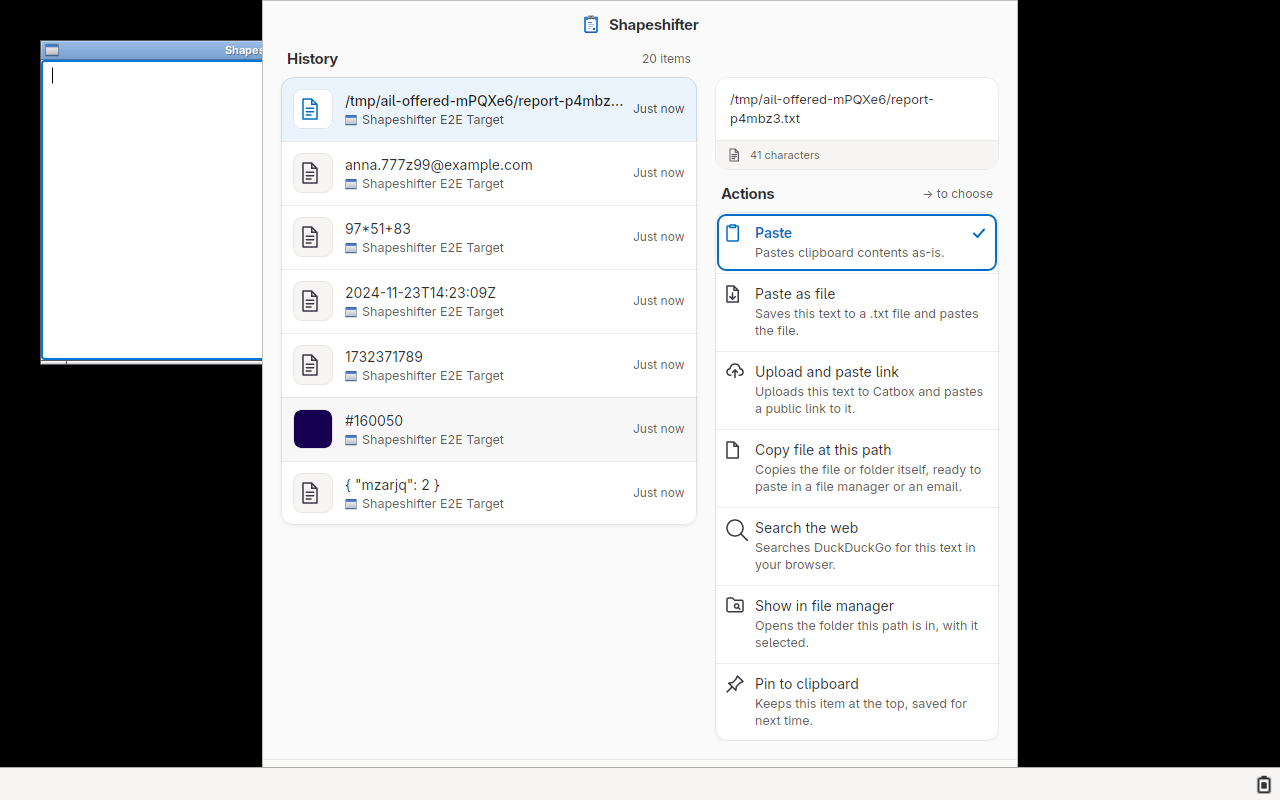 Shapeshifter
History
20 items
/tmp/ail-offered-mPQXe6/report-p4mbz...
Shapeshifter E2E Target
Just now
anna.777z99@example.com
Shapeshifter E2E Target
Just now
97*51+83
Shapeshifter E2E Target
Just now
2024-11-23T14:23:09Z
Shapeshifter E2E Target
Just now
1732371789
Shapeshifter E2E Target
Just now
#160050
Shapeshifter E2E Target
Just now
{ "mzarjq": 2 }
Shapeshifter E2E Target
Just now
/tmp/ail-offered-mPQXe6/report-
p4mbz3.txt
41 characters
Actions
→ to choose
Paste
Pastes clipboard contents as-is.
Paste as file
Saves this text to a .txt file and pastes
the file.
Upload and paste link
Uploads this text to Catbox and pastes
a public link to it.
Copy file at this path
Copies the file or folder itself, ready to
paste in a file manager or an email.
Search the web
Searches DuckDuckGo for this text in
your browser.
Show in file manager
Opens the folder this path is in, with it
selected.
Pin to clipboard
Keeps this item at the top, saved for
next time.